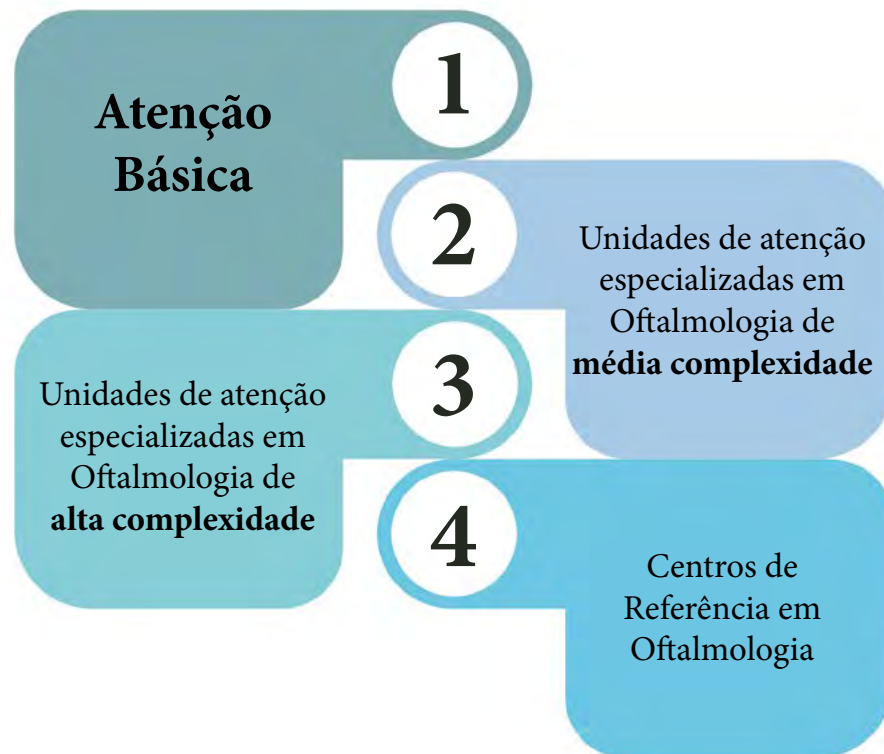 1
Atenção
Básica
2
Unidades de atenção
especializadas em
Oftalmologia de
média complexidade
3
Unidades de atenção
especializadas em
Oftalmologia de
alta complexidade
4
Centros de
Referência em
Oftalmologia